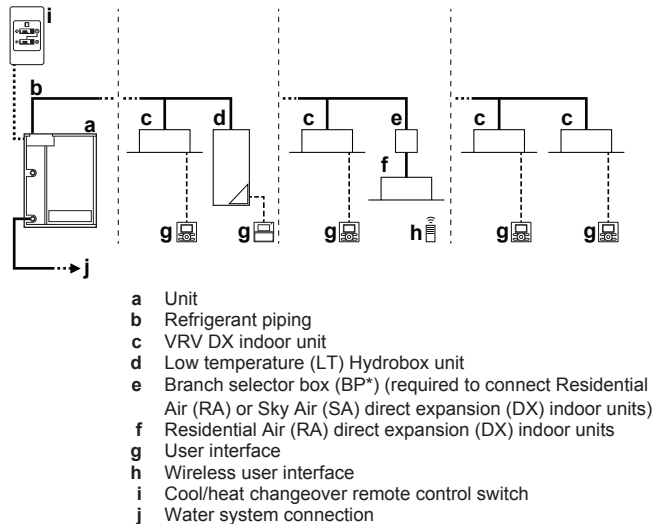 i
b
a
c
d
c
e
c
c
f
g
g
g
h
g
g
j
a Unit
b Refrigerant piping
c VRV DX indoor unit
d Low temperature (LT) Hydrobox unit
e Branch selector box (BP*) (required to connect Residential
Air (RA) or Sky Air (SA) direct expansion (DX) indoor units)
f Residential Air (RA) direct expansion (DX) indoor units
g User interface
h Wireless user interface
i Cool/heat changeover remote control switch
j Water system connection